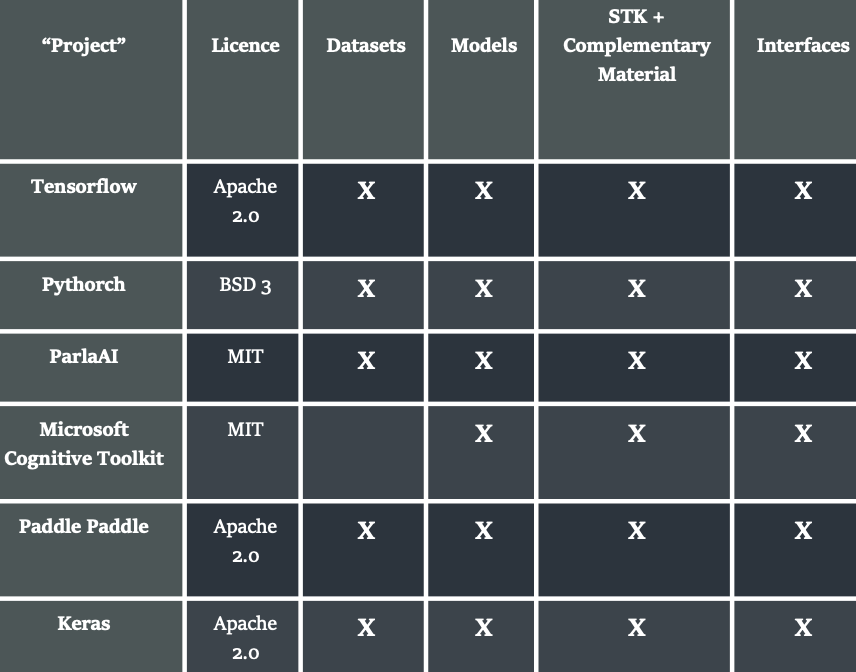 “Project” Licence Datasets Models STK + Complementary Material Interfaces
Tensorflow Apache 2.0 X X X X
Pythorch BSD 3 X X X X
ParlaAI MIT X X X X
Microsoft Cognitive Toolkit MIT X X X
Paddle Paddle Apache 2.0 X X X X
Keras Apache 2.0 X X X X